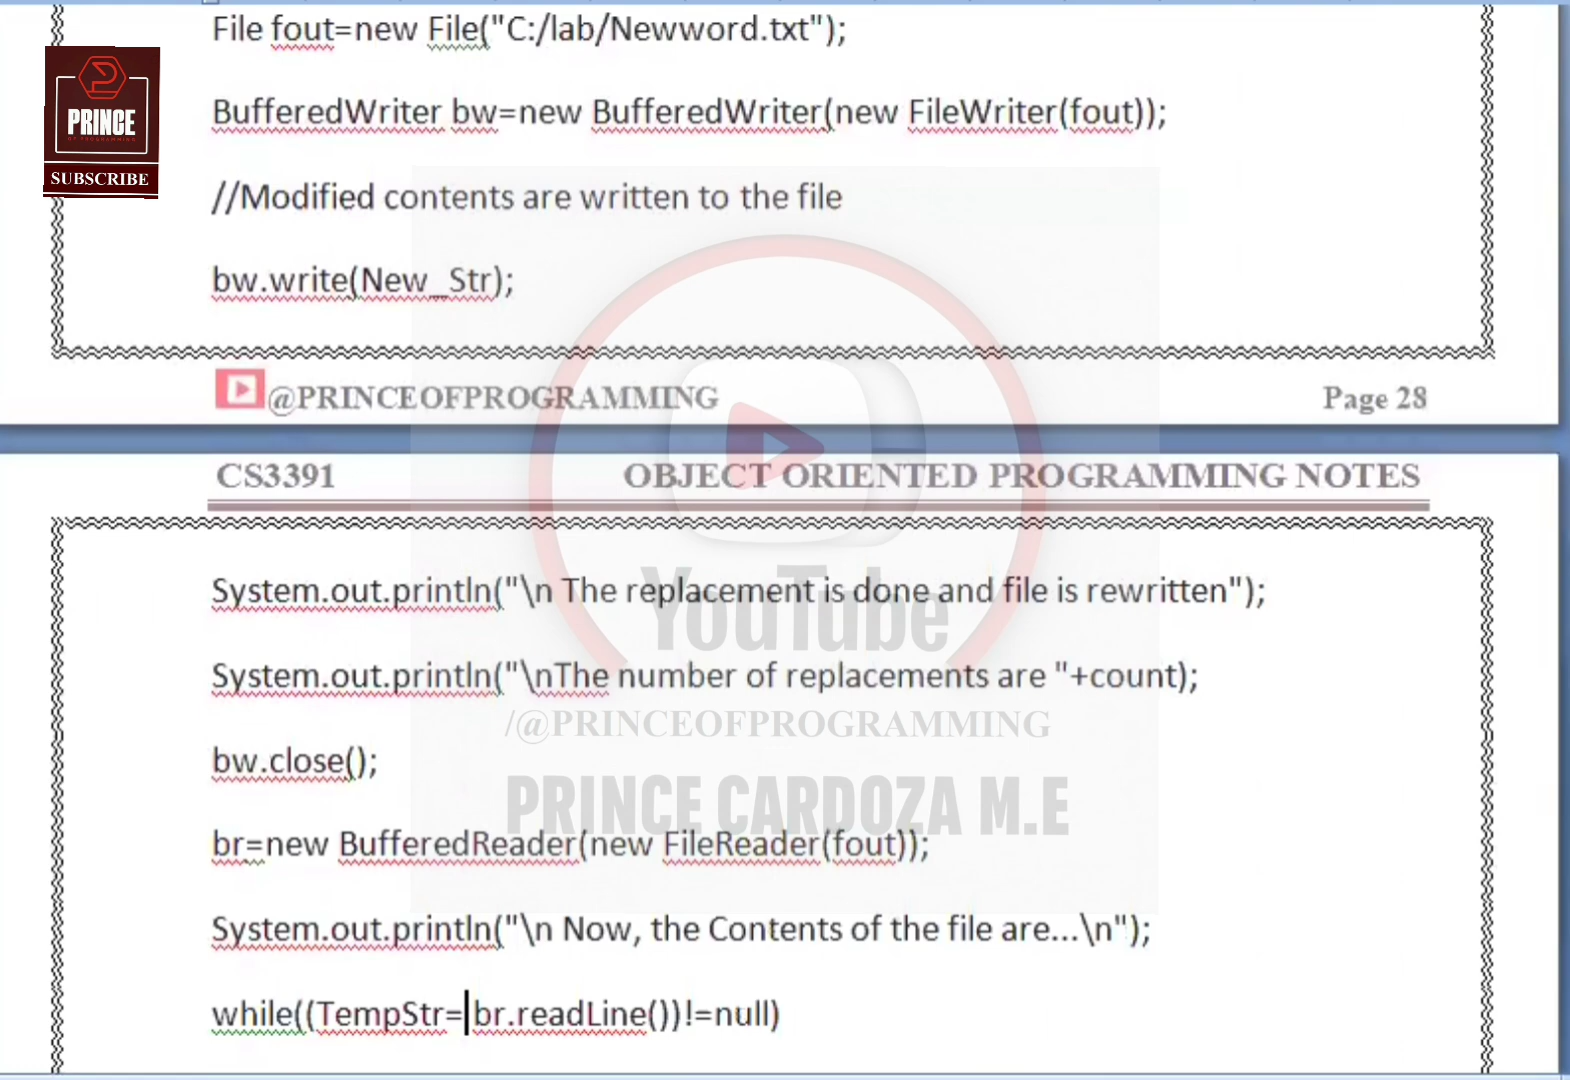 File fout=new File("C:/lab/Newword.txt");
PRINCE
SUBSCRIBE
BufferedWriter bw=new BufferedWriter(new FileWriter(fout));
//Modified contents are written to the file
bw.write(New_Str);
@PRINCEOFPROGRAMMING
Page 28
CS3391
OBJECT ORIENTED PROGRAMMING NOTES
System.out.println("\n The replacement is done and file is rewritten");
YouTube
System.out.println("\nThe number of replacements are "+count);
/@PRINCEOFPROGRAMMING
bw.close();
PRINCE CARDOZA M.E
br=new BufferedReader(new FileReader(fout));
System.out.println("\n Now, the Contents of the file are...\n");
while((TempStr=br.readLine())!=null)